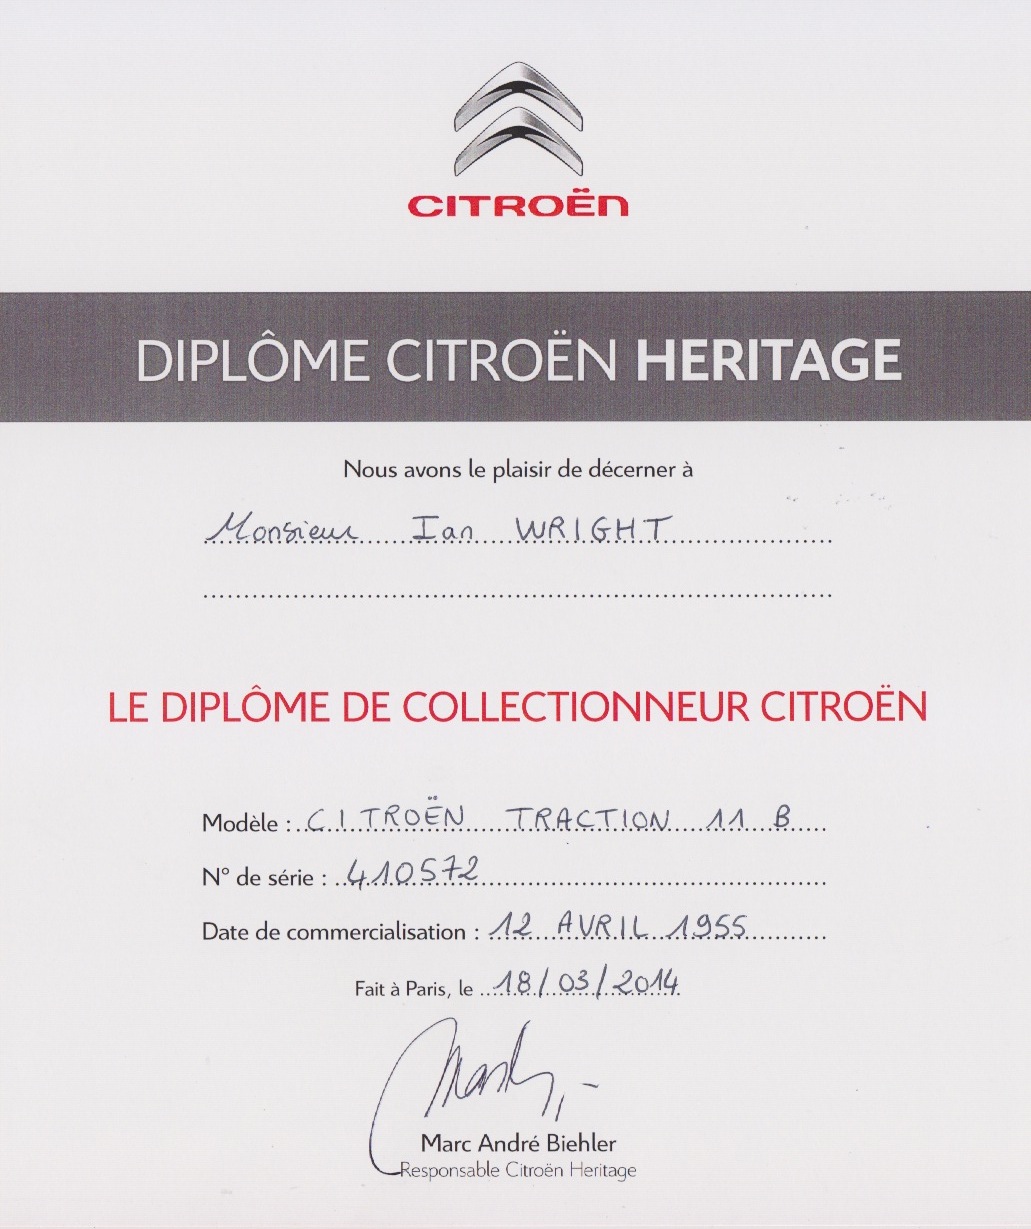 CITROËN
DIPLÔME CITROËN HERITAGE
Nous avons le plaisir de décerner à
Monsieur Ian WRIGHT
LE DIPLÔME DE COLLECTIONNEUR CITROËN
Modèle : CITROËN TRACTION 11 B
N° de série : 410572
Date de commercialisation : 12 AVRIL 1955
Fait à Paris, le 18/03/2014
Marc André Biehler
Responsable Citroën Heritage